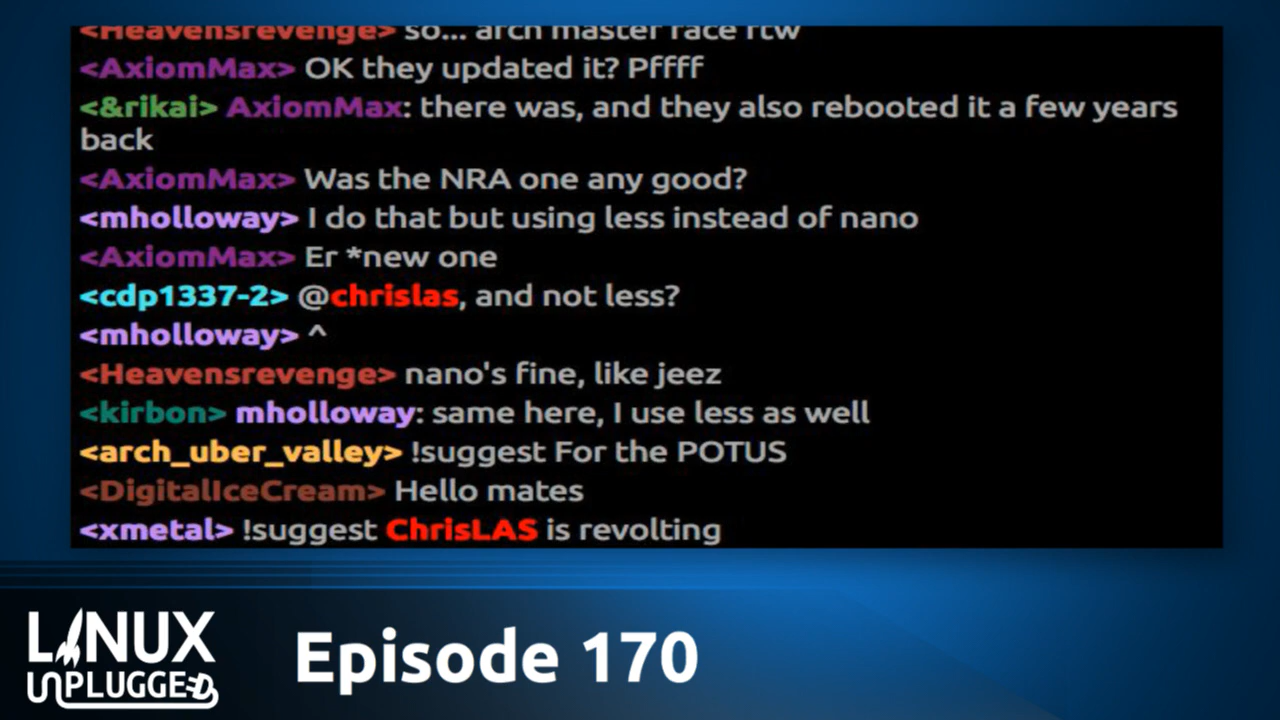 <Heavensrevenge> so... arch master race ftw
<AxiomMax> OK they updated it? Pffff
<&rikai> AxiomMax: there was, and they also rebooted it a few years
back
<AxiomMax> Was the NRA one any good?
<mholloway> I do that but using less instead of nano
<AxiomMax> Er *new one
<cdp1337-2> @chrislas, and not less?
<mholloway> ^
<Heavensrevenge> nano's fine, like jeez
<kirbon> mholloway: same here, I use less as well
<arch_uber_valley> !suggest For the POTUS
<DigitalIceCream> Hello mates
<xmetal> !suggest ChrisLAS is revolting
LINUX
UNPLUGGED
Episode 170